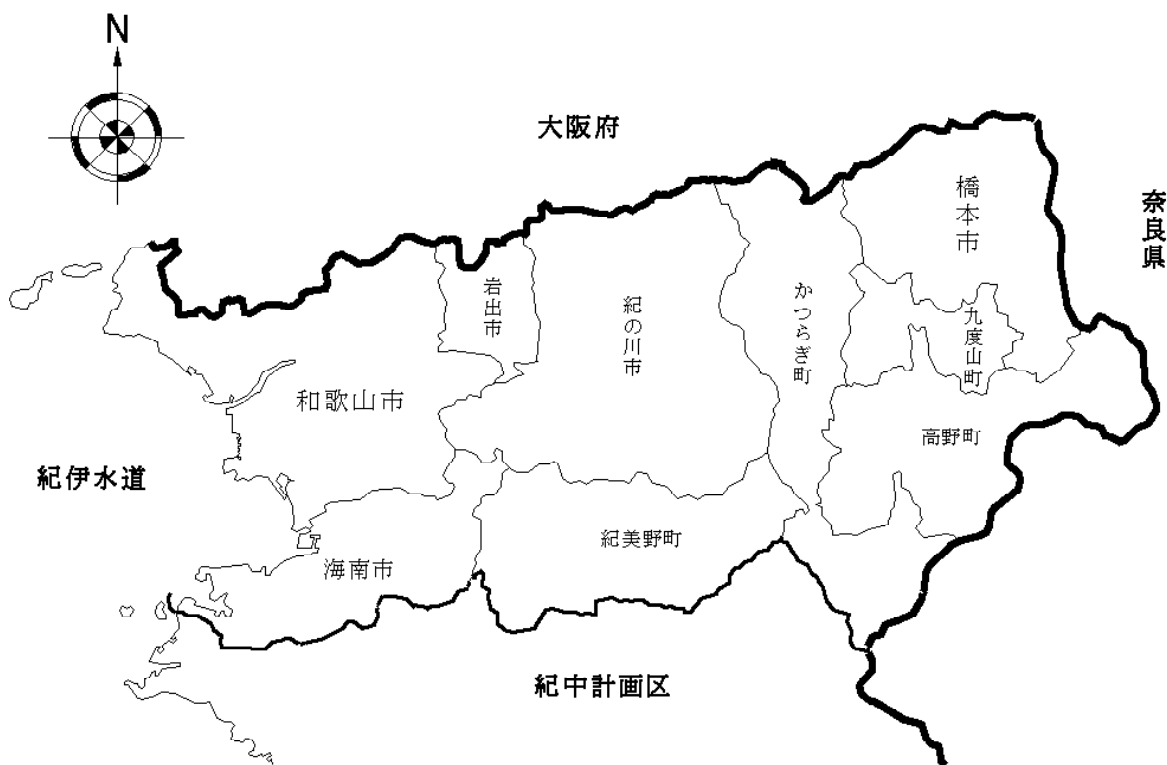 N
大阪府
奈良県
橋本市
岩出市
紀の川市
かつらぎ町
九度山町
和歌山市
高野町
紀伊水道
紀美野町
海南市
紀中計画区